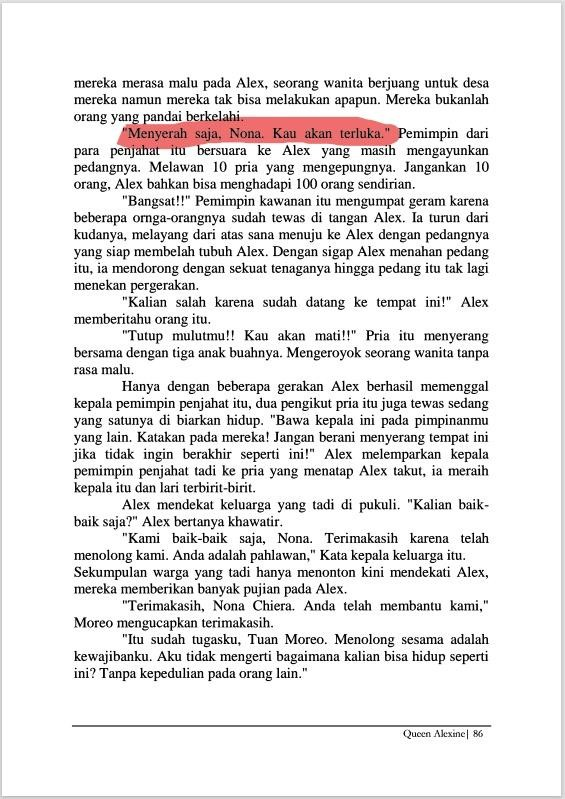 mereka merasa malu pada Alex, seorang wanita berjuang untuk desa
mereka namun mereka tak bisa melakukan apapun. Mereka bukanlah
orang yang pandai berkelahi.
"Menyerah saja, Nona. Kau akan terluka." Pemimpin dari
para penjahat itu bersuara ke Alex yang masih mengayunkan
pedangnya. Melawan 10 pria yang mengepungnya. Jangankan 10
orang, Alex bahkan bisa menghadapi 100 orang sendirian.
"Bangsat!!" Pemimpin kawanan itu mengumpat geram karena
beberapa ornga-orangnya sudah tewas di tangan Alex. Ia turun dari
kudanya, melayang dari atas sana menuju ke Alex dengan pedangnya
yang siap membelah tubuh Alex. Dengan sigap Alex menahan pedang
itu, ia mendorong dengan sekuat tenaganya hingga pedang itu tak lagi
menekan pergerakan.
"Kalian salah karena sudah datang ke tempat ini!" Alex
memberitahu orang itu.
"Tutup mulutmu!! Kau akan mati!!" Pria itu menyerang
bersama dengan tiga anak buahnya. Mengeroyok seorang wanita tanpa
rasa malu.
Hanya dengan beberapa gerakan Alex berhasil memenggal
kepala pemimpin penjahat itu, dua pengikut pria itu juga tewas sedang
yang satunya di biarkan hidup. "Bawa kepala ini pada pimpinanmu
yang lain. Katakan pada mereka! Jangan berani menyerang tempat ini
jika tidak ingin berakhir seperti ini!" Alex melemparkan kepala
pemimpin penjahat tadi ke pria yang menatap Alex takut, ia meraih
kepala itu dan lari terbirit-birit.
Alex mendekat keluarga yang tadi di pukuli. "Kalian baik-
baik saja?" Alex bertanya khawatir.
"Kami baik-baik saja, Nona. Terimakasih karena telah
menolong kami. Anda adalah pahlawan," Kata kepala keluarga itu.
Sekumpulan warga yang tadi hanya menonton kini mendekati Alex,
mereka memberikan banyak pujian pada Alex.
"Terimakasih, Nona Chiera. Anda telah membantu kami,"
Moreo mengucapkan terimakasih.
"Itu sudah tugasku, Tuan Moreo. Menolong sesama adalah
kewajibanku. Aku tidak mengerti bagaimana kalian bisa hidup seperti
ini? Tanpa kepedulian pada orang lain."
Queen Alexine| 86